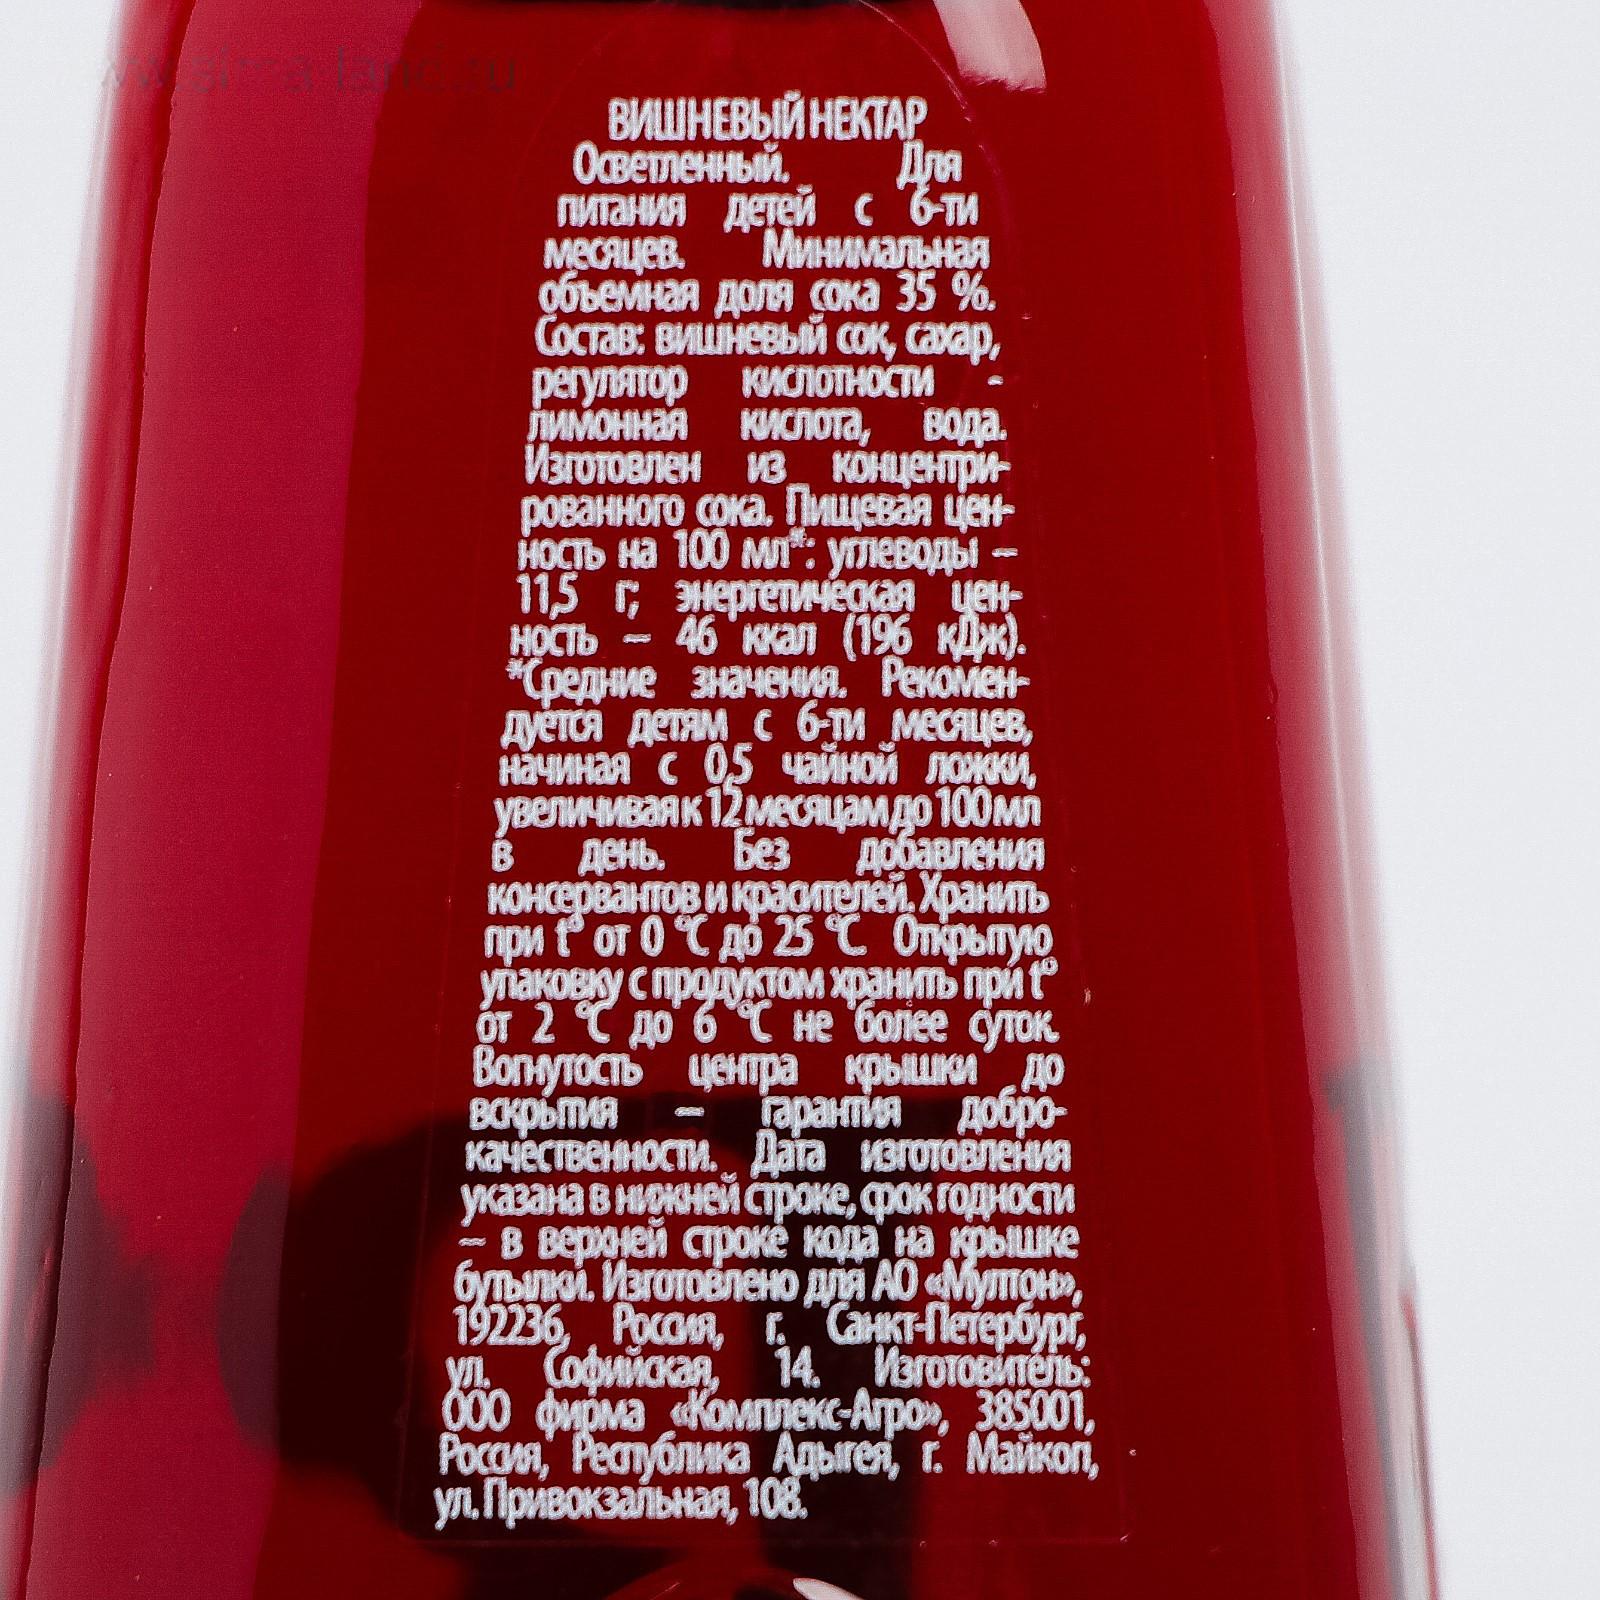 www.sima-land.ru
ВИШНЕВЫЙ НЕКТАР
Осветленный. Для
питания детей с 6-ти
месяцев. Минимальная
объемная доля сока 35 %.
Состав: вишневый сок, сахар,
регулятор кислотности -
лимонная кислота, вода.
Изготовлен из концентри-
рованного сока. Пищевая цен-
ность на 100 мл*: углеводы –
11,5 г; энергетическая цен-
ность – 46 ккал (196 кДж).
*Средние значения. Рекомен-
дуется детям с 6-ти месяцев,
начиная с 0,5 чайной ложки,
увеличивая к 12 месяцам до 100 мл
в день. Без добавления
консервантов и красителей. Хранить
при t° от 0 °C до 25 °C Открытую
упаковку с продуктом хранить при t°
от 2 °C до 6 °C не более суток.
Вогнутость центра крышки до
вскрытия – гарантия добро-
качественности. Дата изготовления
указана в нижней строке, срок годности
– в верхней строке кода на крышке
бутылки. Изготовлено для АО «Мултон»,
192236, Россия, г. Санкт-Петербург,
ул. Софийская, 14. Изготовитель:
ООО фирма «Комплекс-Агро», 385001,
Россия, Республика Адыгея, г. Майкоп,
ул. Привокзальная, 108.